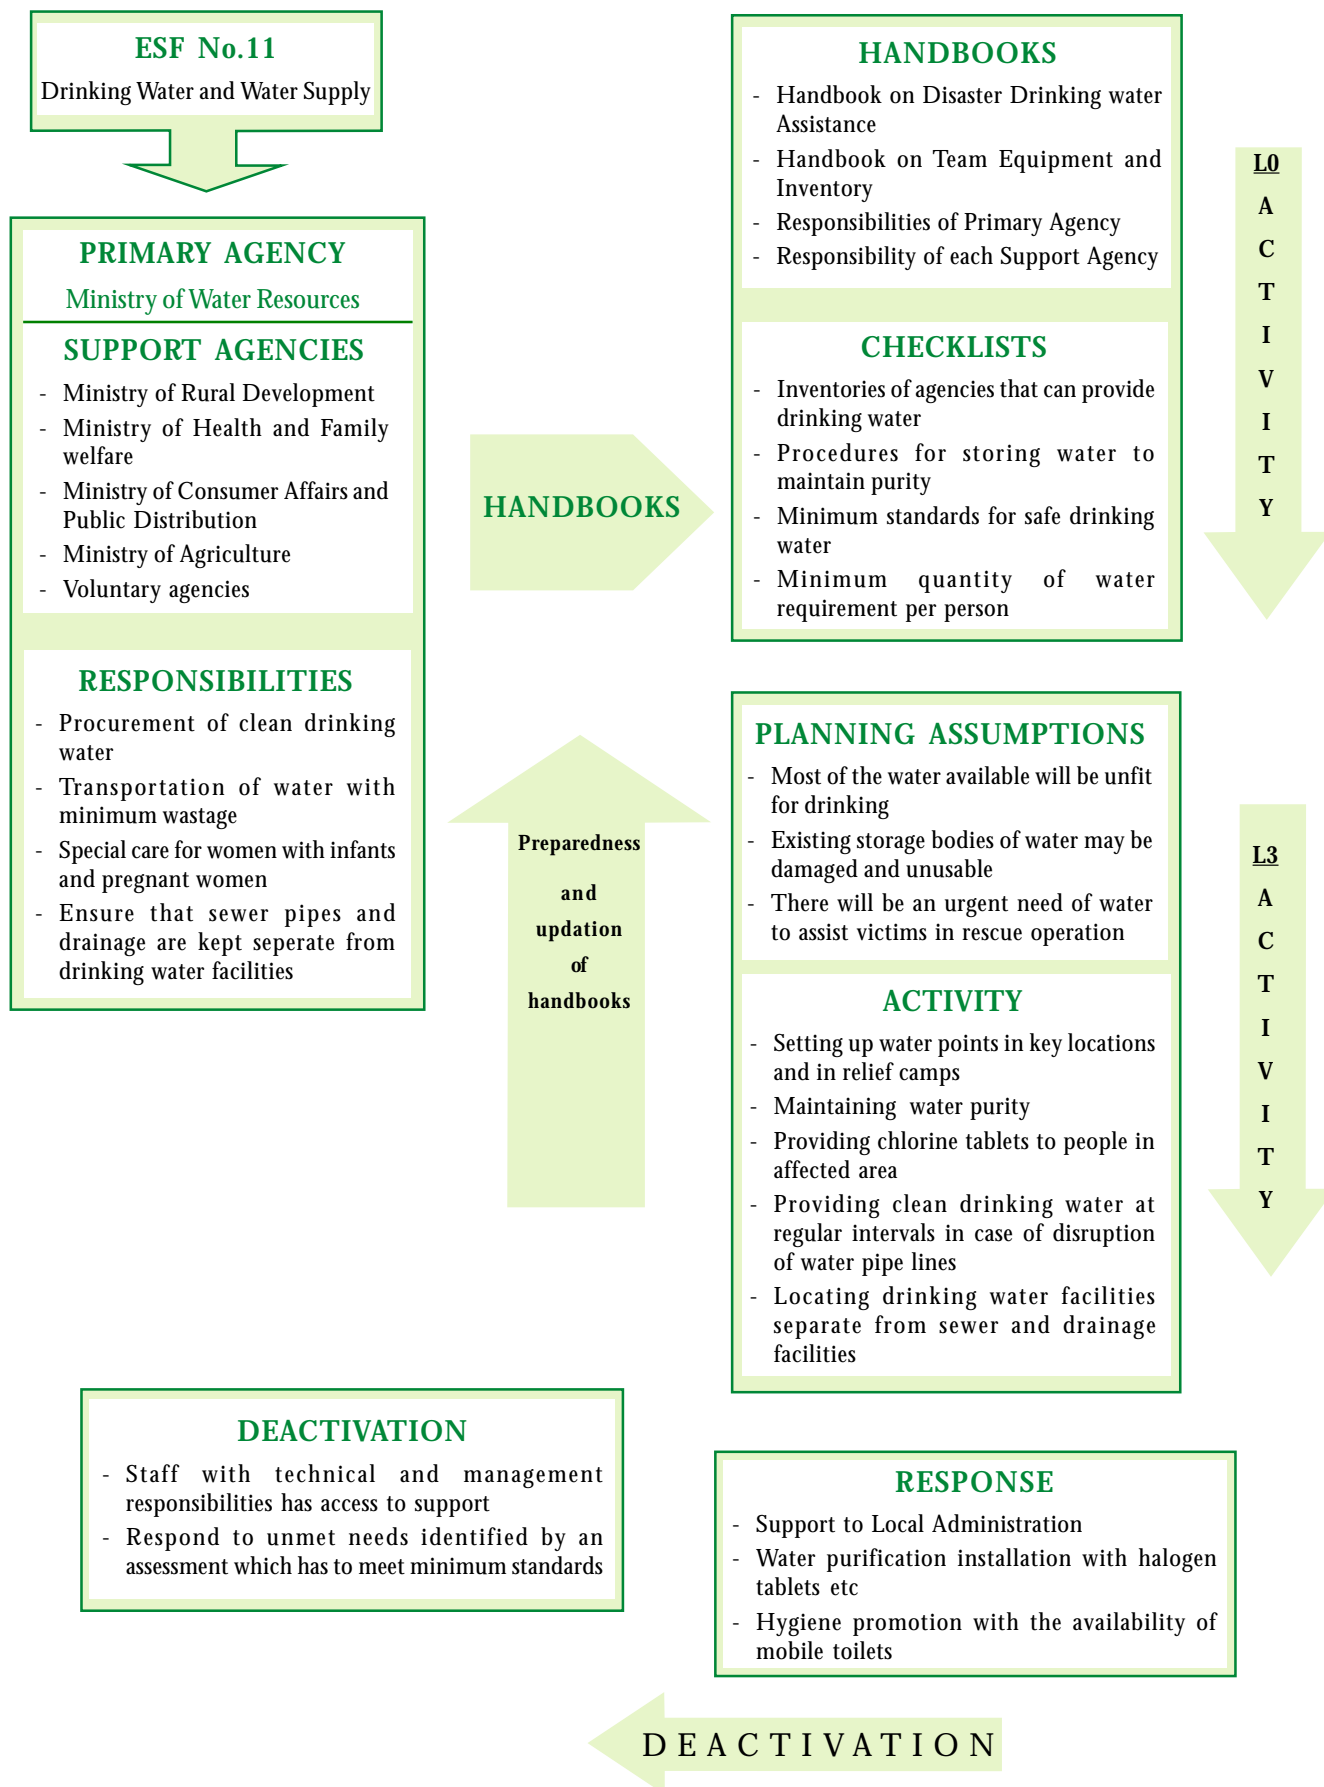 ESF No.11
Drinking Water and Water Supply
PRIMARY AGENCY
Ministry of Water Resources
SUPPORT AGENCIES
- Ministry of Rural Development
- Ministry of Health and Family
welfare
- Ministry of Consumer Affairs and
Public Distribution
- Ministry of Agriculture
- Voluntary agencies
RESPONSIBILITIES
- Procurement of clean drinking
water
- Transportation of water with
minimum wastage
- Special care for women with infants
and pregnant women
- Ensure that sewer pipes and
drainage are kept seperate from
drinking water facilities
HANDBOOKS
HANDBOOKS
- Handbook on Disaster Drinking water
Assistance
- Handbook on Team Equipment and
Inventory
- Responsibilities of Primary Agency
- Responsibility of each Support Agency
CHECKLISTS
- Inventories of agencies that can provide
drinking water
- Procedures for storing water to
maintain purity
- Minimum standards for safe drinking
water
- Minimum quantity of water
requirement per person
L0
A
C
T
I
V
I
T
Y
Preparedness
and
updation
of
handbooks
PLANNING ASSUMPTIONS
- Most of the water available will be unfit
for drinking
- Existing storage bodies of water may be
damaged and unusable
- There will be an urgent need of water
to assist victims in rescue operation
ACTIVITY
- Setting up water points in key locations
and in relief camps
- Maintaining water purity
- Providing chlorine tablets to people in
affected area
- Providing clean drinking water at
regular intervals in case of disruption
of water pipe lines
- Locating drinking water facilities
separate from sewer and drainage
facilities
L3
A
C
T
I
V
I
T
Y
DEACTIVATION
- Staff with technical and management
responsibilities has access to support
- Respond to unmet needs identified by an
assessment which has to meet minimum standards
RESPONSE
- Support to Local Administration
- Water purification installation with halogen
tablets etc
- Hygiene promotion with the availability of
mobile toilets
DEACTIVATION